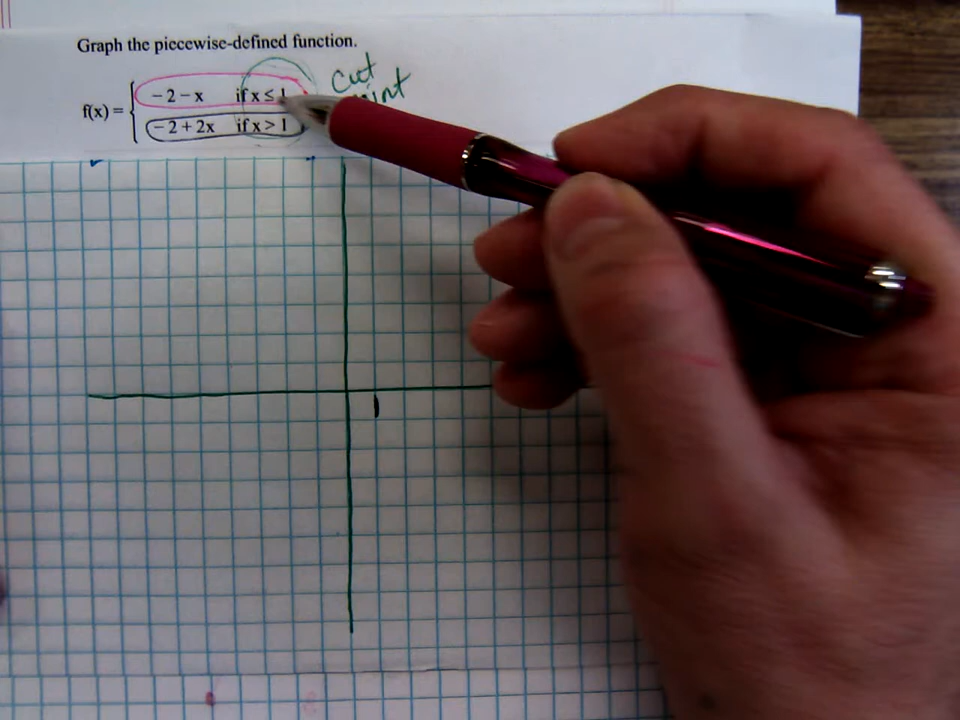 Graph the piecewise-defined function.
f(x) = { -2 - x if x ≤ 1
-2 + 2x if x > 1
cut
1